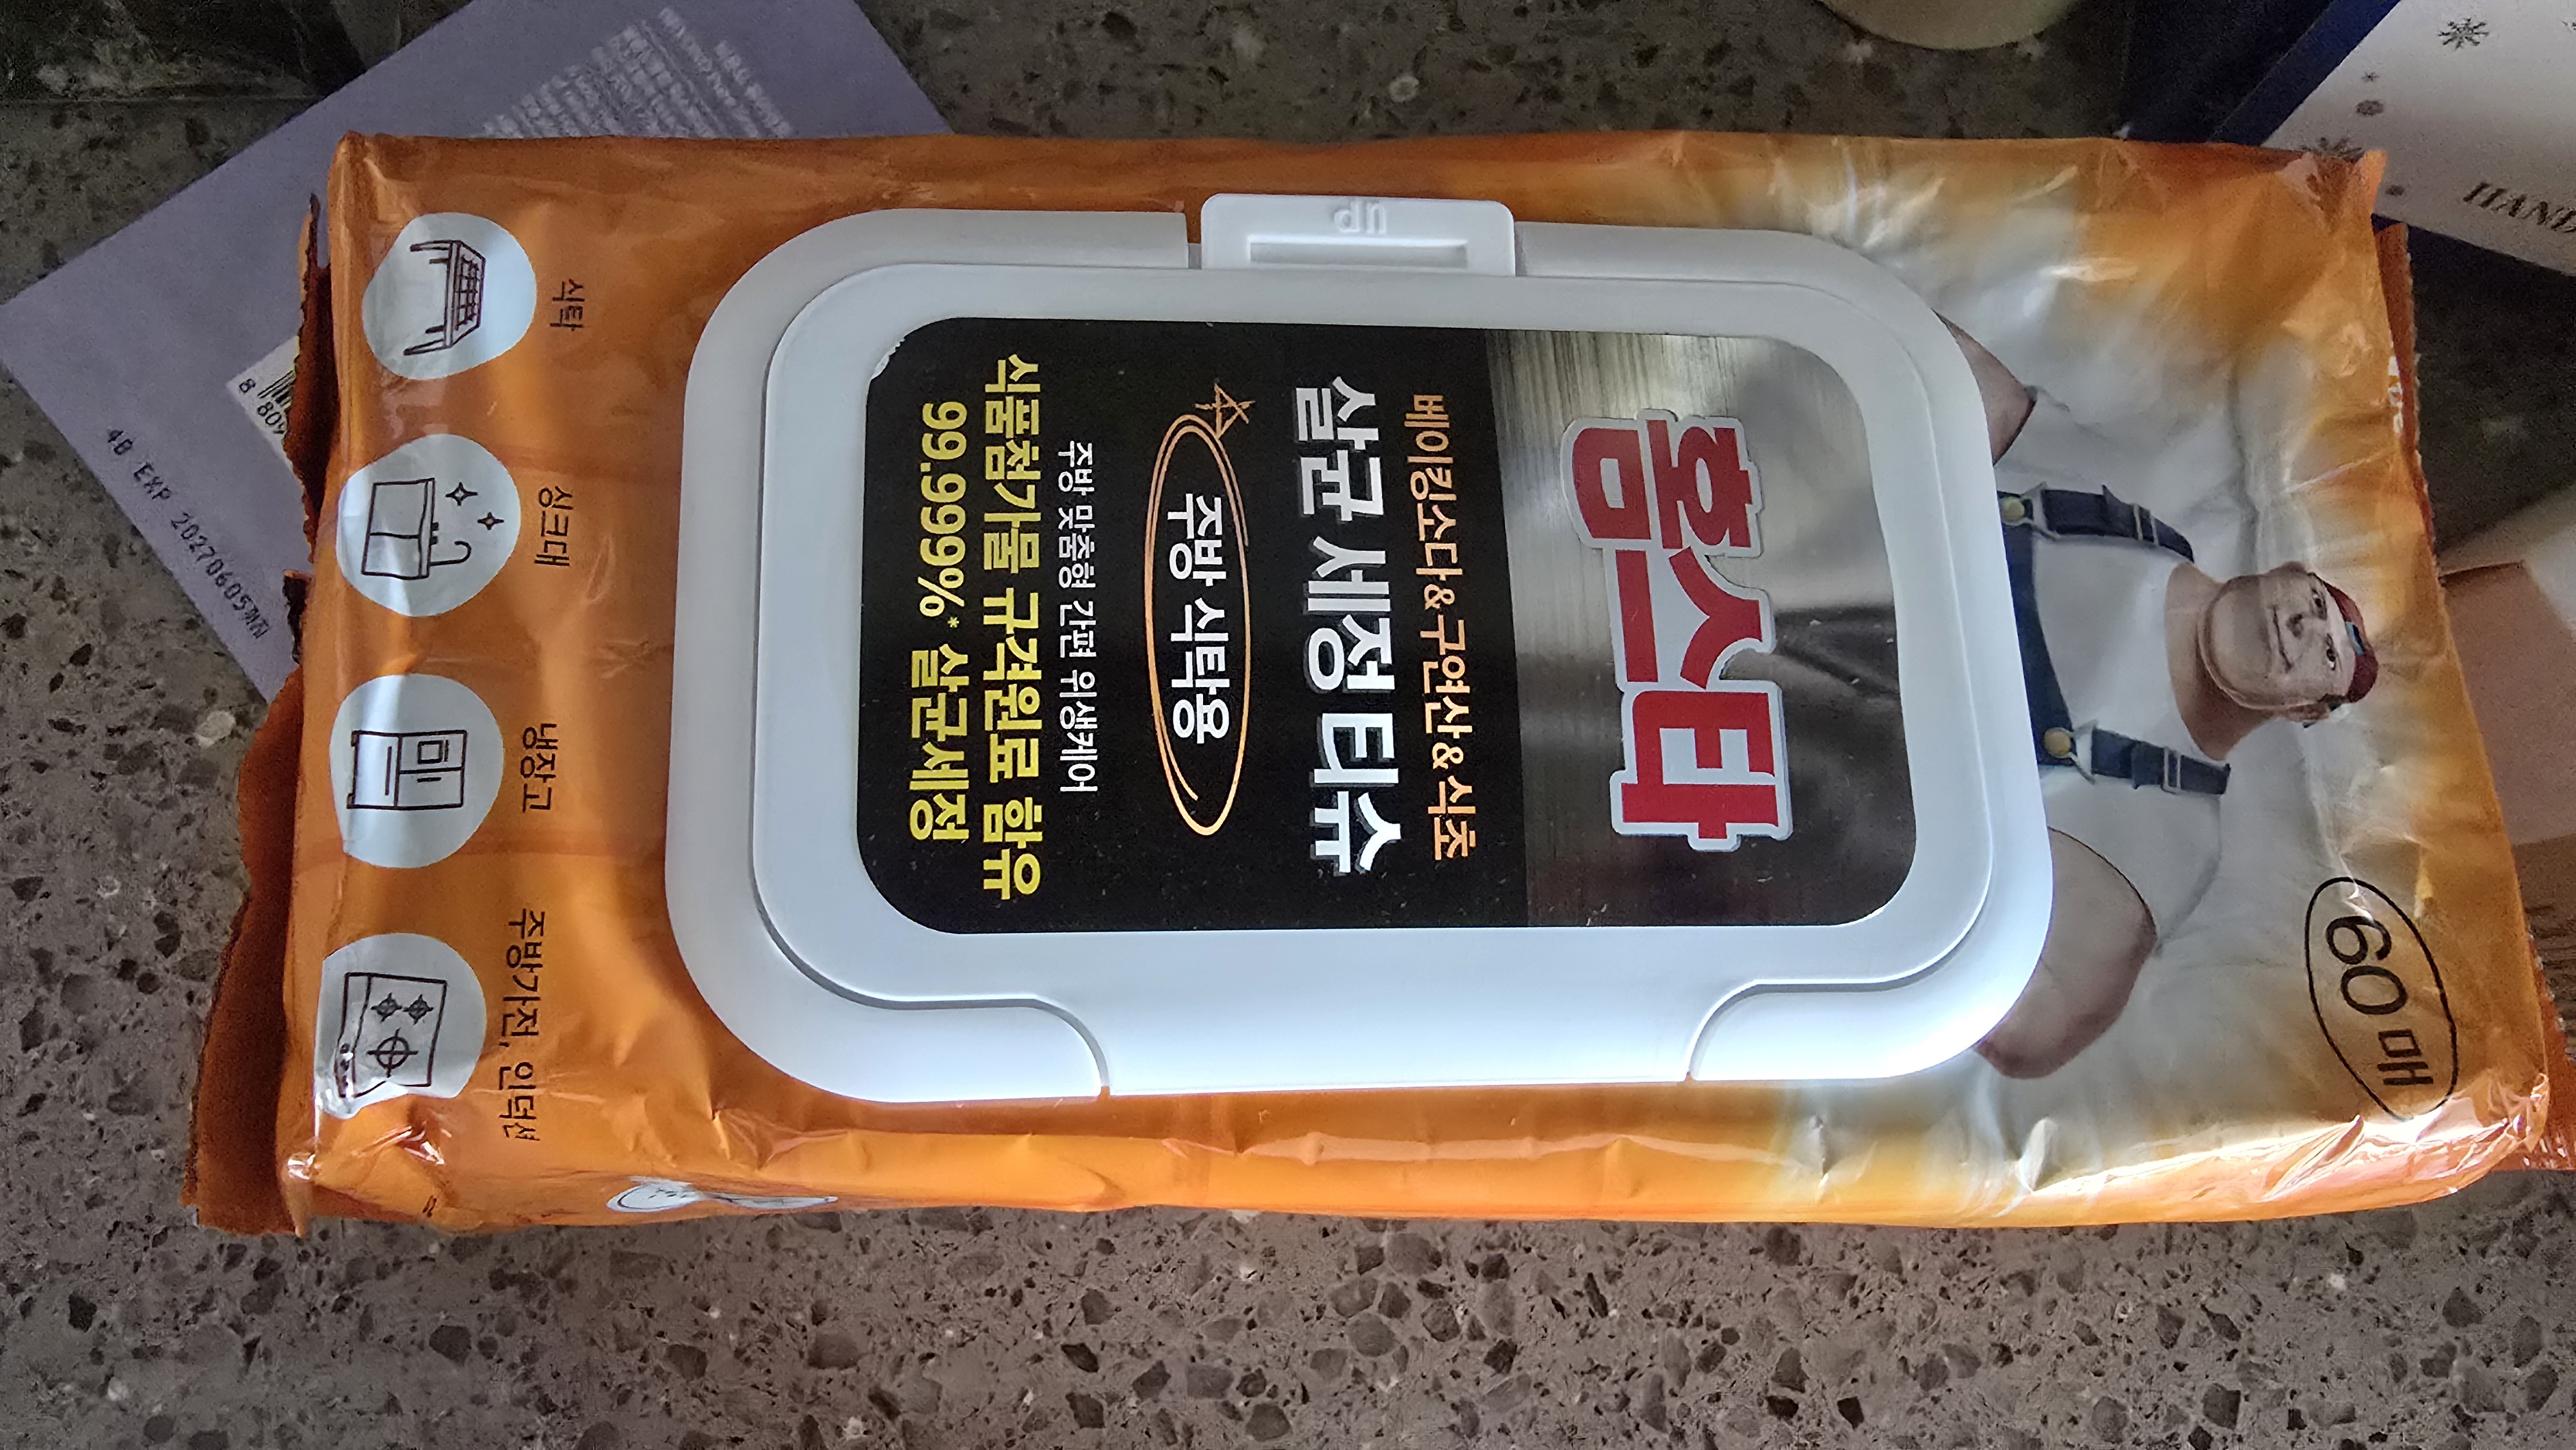 60매
홈스타
베이킹소다&구연산&식초
살균 세정 티슈
주방 식탁용
주방 맞춤형 간편 위생케어
식품첨가물 규격원료 함유
99.999%* 살균세정
식탁
싱크대
냉장고
주방가전, 인덕션
up
HAND
8 809
EXP 20270605